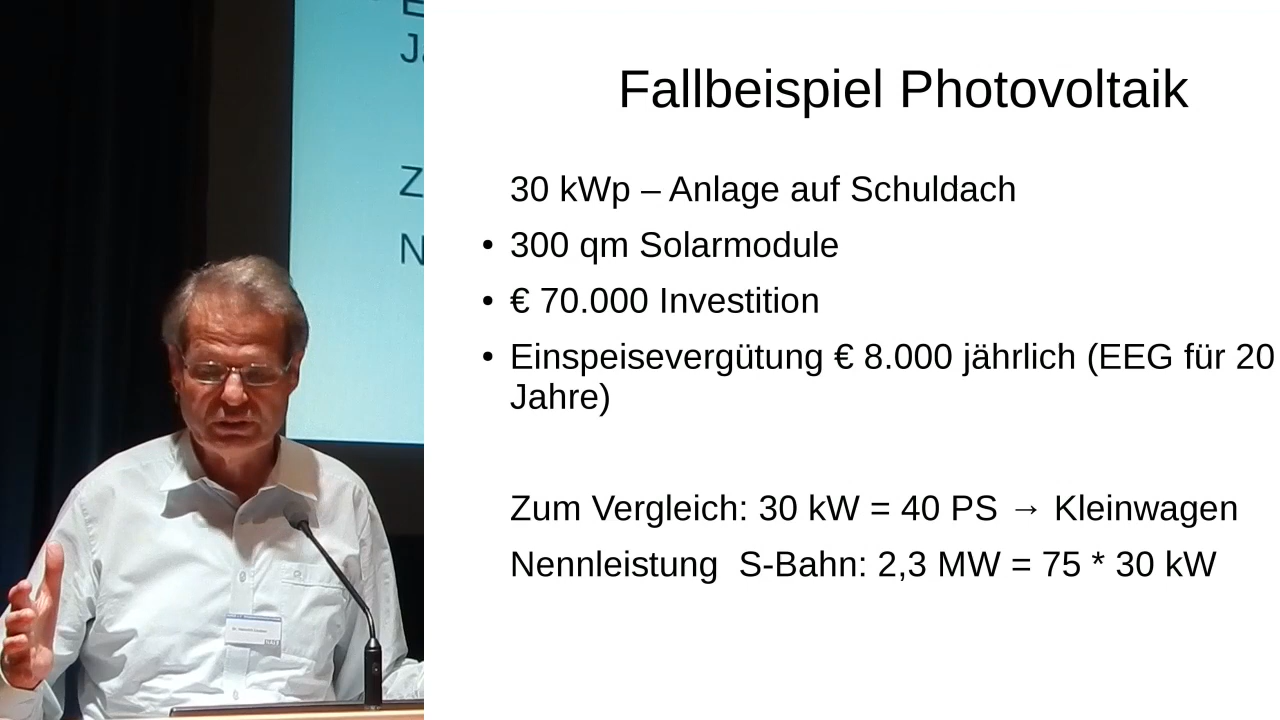 J
Z
N
Fallbeispiel Photovoltaik
30 kWp – Anlage auf Schuldach
• 300 qm Solarmodule
• € 70.000 Investition
• Einspeisevergütung € 8.000 jährlich (EEG für 20
Jahre)
Zum Vergleich: 30 kW = 40 PS → Kleinwagen
Nennleistung  S-Bahn: 2,3 MW = 75 * 30 kW